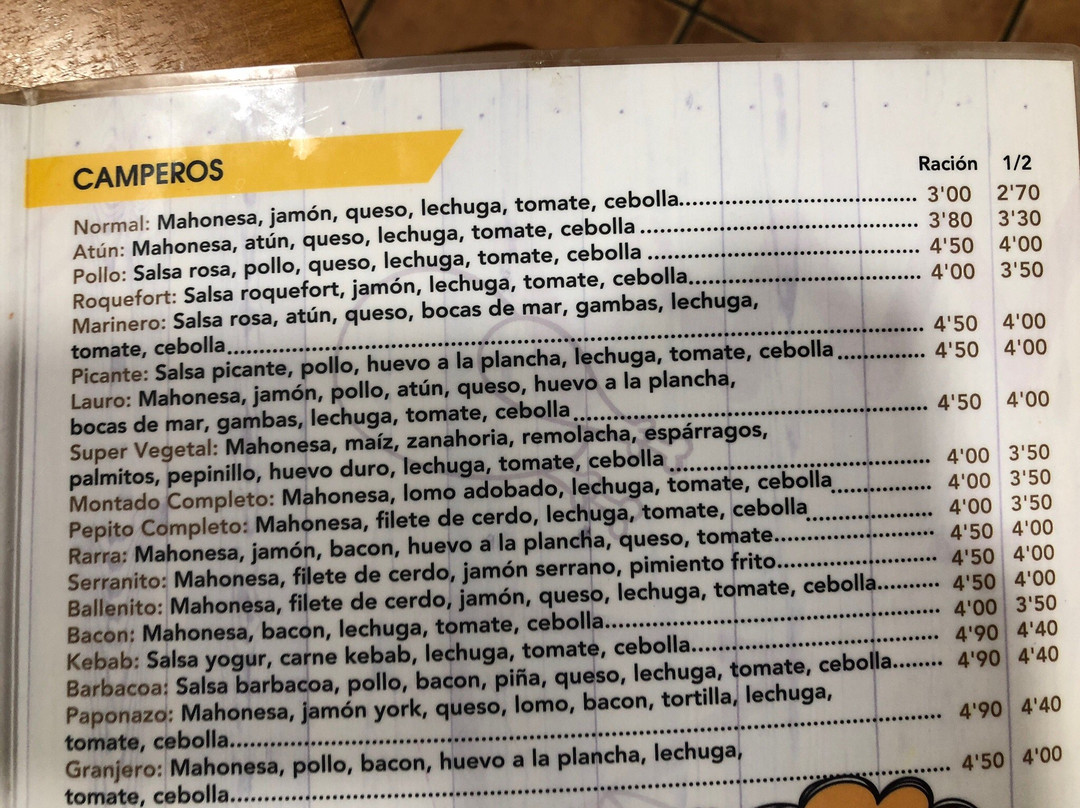 CAMPEROS
Ración 1/2
Normal: Mahonesa, jamón, queso, lechuga, tomate, cebolla 3'00 2'70
Atún: Mahonesa, atún, queso, lechuga, tomate, cebolla 3'80 3'30
Pollo: Salsa rosa, pollo, queso, lechuga, tomate, cebolla 4'50 4'00
Roquefort: Salsa roquefort, jamón, lechuga, tomate, cebolla 4'00 3'50
Marinero: Salsa rosa, atún, queso, bocas de mar, gambas, lechuga,
tomate, cebolla 4'50 4'00
Picante: Salsa picante, pollo, huevo a la plancha, lechuga, tomate, cebolla 4'50 4'00
Lauro: Mahonesa, jamón, pollo, atún, queso, huevo a la plancha,
bocas de mar, gambas, lechuga, tomate, cebolla 4'50 4'00
Super Vegetal: Mahonesa, maíz, zanahoria, remolacha, espárragos,
palmitos, pepinillo, huevo duro, lechuga, tomate, cebolla 4'00 3'50
Montado Completo: Mahonesa, lomo adobado, lechuga, tomate, cebolla 4'00 3'50
Pepito Completo: Mahonesa, filete de cerdo, lechuga, tomate, cebolla 4'00 3'50
Rarra: Mahonesa, jamón, bacon, huevo a la plancha, queso, tomate 4'50 4'00
Serranito: Mahonesa, filete de cerdo, jamón serrano, pimiento frito 4'50 4'00
Ballenito: Mahonesa, filete de cerdo, jamón, queso, lechuga, tomate, cebolla 4'50 4'00
Bacon: Mahonesa, bacon, lechuga, tomate, cebolla 4'00 3'50
Kebab: Salsa yogur, carne kebab, lechuga, tomate, cebolla 4'90 4'40
Barbacoa: Salsa barbacoa, pollo, bacon, piña, queso, lechuga, tomate, cebolla 4'90 4'40
Paponazo: Mahonesa, jamón york, queso, lomo, bacon, tortilla, lechuga,
tomate, cebolla 4'90 4'40
Granjero: Mahonesa, pollo, bacon, huevo a la plancha, lechuga,
tomate, cebolla 4'50 4'00